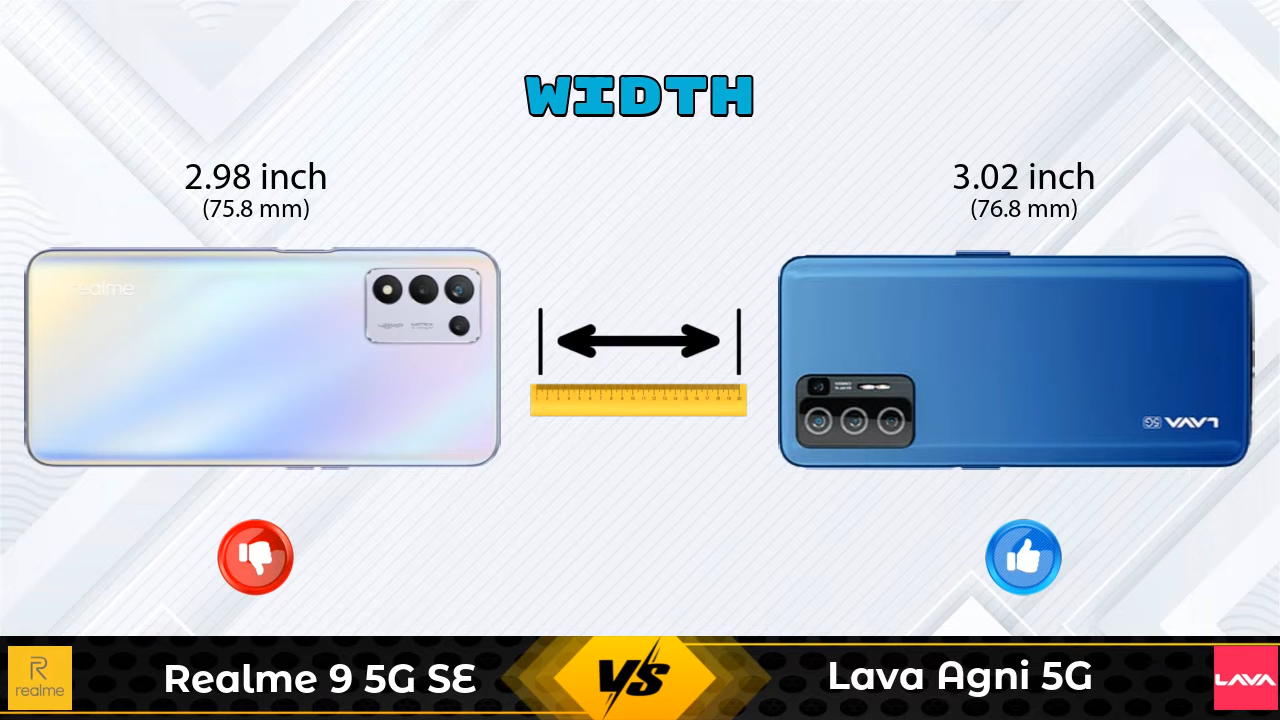 WIDTH
2.98 inch
(75.8 mm)
3.02 inch
(76.8 mm)
realme
LAVA 5G
Realme 9 5G SE
VS
Lava Agni 5G
R
realme
LAVA